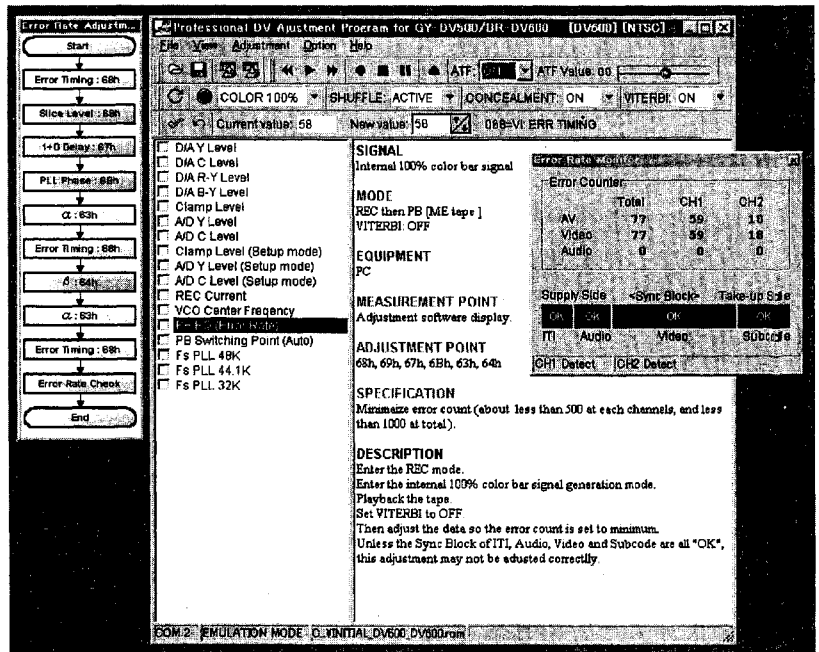 Error Rate Adjustm...
Start
Error Timing : 68h
Slice Level : 69h
1+D Delay : 67h
PLL Phase : 6Bh
α : 63h
Error Timing : 68h
: 64h
α : 63h
Error Timing : 68h
Error Rate Check
End
Professional DV Ajustment Program for GY-DV500/BR-DV600 [DV600] [NTSC]
File View Adjustment Option Help
ATF: ATF Value: 00
COLOR 100% SHUFFLE: ACTIVE CONCEALMENT: ON VITERBI: ON
Current value: 58 New value: 58 068=VI: ERR TIMING
D/A Y Level
D/A C Level
D/A R-Y Level
D/A B-Y Level
Clamp Level
A/D Y Level
A/D C Level
Clamp Level (Setup mode)
A/D Y Level (Setup mode)
A/D C Level (Setup mode)
REC Current
VCO Center Freqency
(Error Rate)
PB Switching Point (Auto)
Fs PLL 48K
Fs PLL 44.1K
Fs PLL 32K
SIGNAL
Internal 100% color bar signal
MODE
REC then PB [ME tape ]
VITERBI: OFF
EQUIPMENT
PC
MEASUREMENT POINT
Adjustment software display.
ADJUSTMENT POINT
68h, 69h, 67h, 6Bh, 63h, 64h
SPECIFICATION
Minimaize error count (about less than 500 at each channels, and less
than 1000 at total).
DESCRIPTION
Enter the REC mode.
Enter the internal 100% color bar signal generation mode.
Playback the tape.
Set VITERBI to OFF
Then adjust the data so the error count is set to minimum.
Unless the Sync Block of ITI, Audio, Video and Subcode are all "OK",
this adjustment may not be adusted correctlly.
Error Rate Monitor
Error Counter
Total CH1 CH2
AV 77 59 18
Video 77 59 18
Audio 0 0 0
Supply Side <Sync Block> Take-up Side
OK OK OK OK
ITI Audio Video Subcode
CH1 Detect CH2 Detect
COM 2 EMULATION MODE C:\INITIAL_DV600_DV600.rom